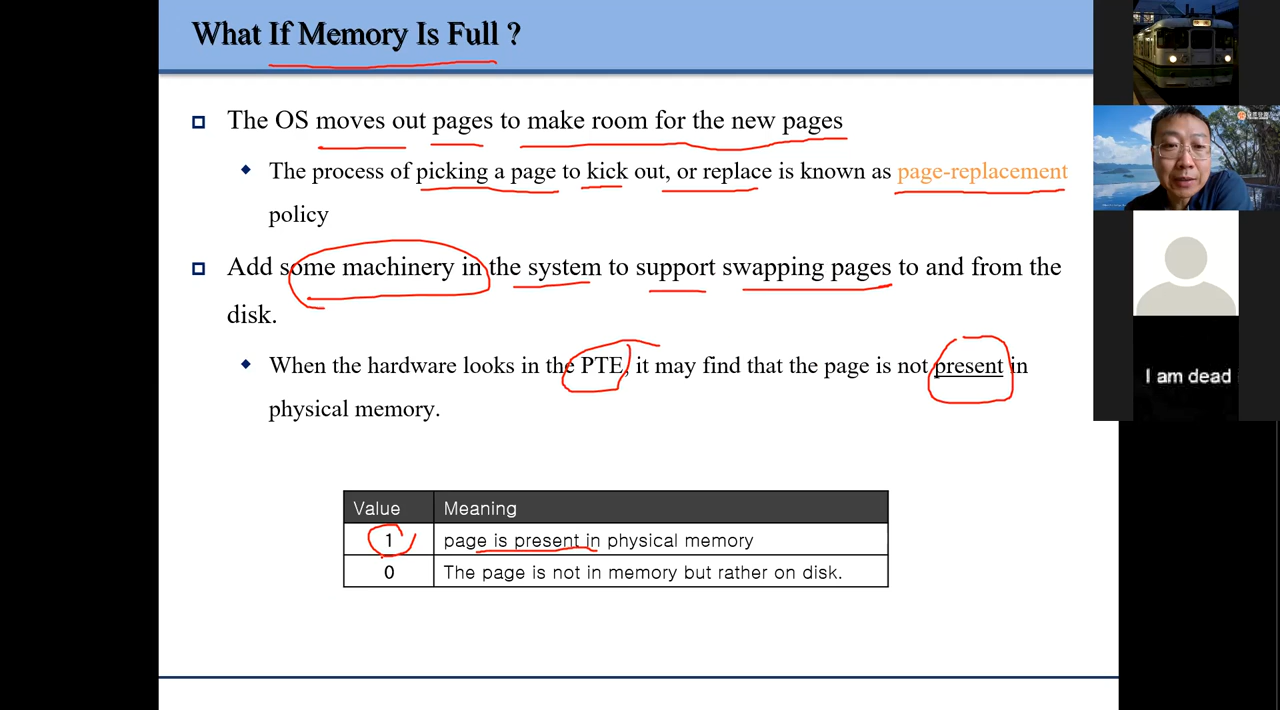 What If Memory Is Full ?
The OS moves out pages to make room for the new pages
The process of picking a page to kick out, or replace is known as page-replacement
policy
Add some machinery in the system to support swapping pages to and from the
disk.
When the hardware looks in the PTE, it may find that the page is not present in
physical memory.
Value Meaning
1 page is present in physical memory
0 The page is not in memory but rather on disk.
I am dead